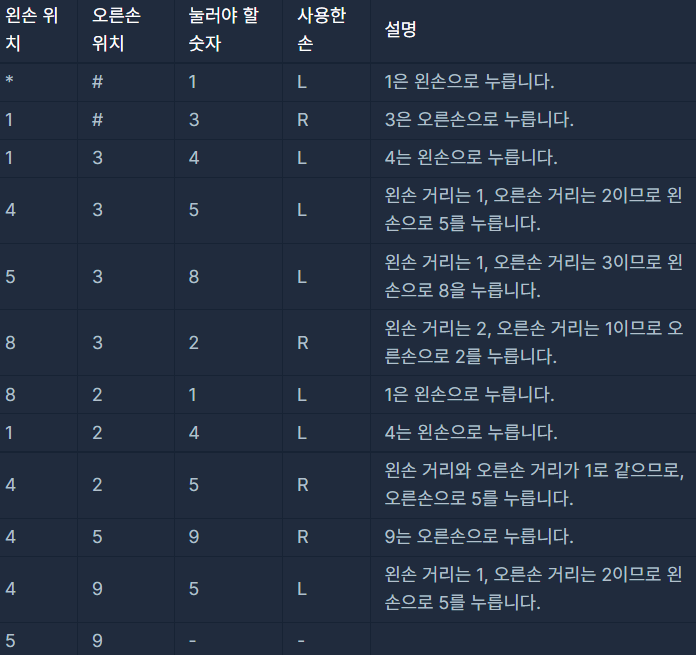 왼손 위치 오른손 위치 눌러야 할 숫자 사용한 손 설명
* # 1 L 1은 왼손으로 누릅니다.
1 # 3 R 3은 오른손으로 누릅니다.
1 3 4 L 4는 왼손으로 누릅니다.
4 3 5 L 왼손 거리는 1, 오른손 거리는 2이므로 왼
손으로 5를 누릅니다.
5 3 8 L 왼손 거리는 1, 오른손 거리는 3이므로 왼
손으로 8을 누릅니다.
8 3 2 R 왼손 거리는 2, 오른손 거리는 1이므로 오
른손으로 2를 누릅니다.
8 2 1 L 1은 왼손으로 누릅니다.
1 2 4 L 4는 왼손으로 누릅니다.
4 2 5 R 왼손 거리와 오른손 거리가 1로 같으므로,
오른손으로 5를 누릅니다.
4 5 9 R 9는 오른손으로 누릅니다.
4 9 5 L 왼손 거리는 1, 오른손 거리는 2이므로 왼
손으로 5를 누릅니다.
5 9 - -